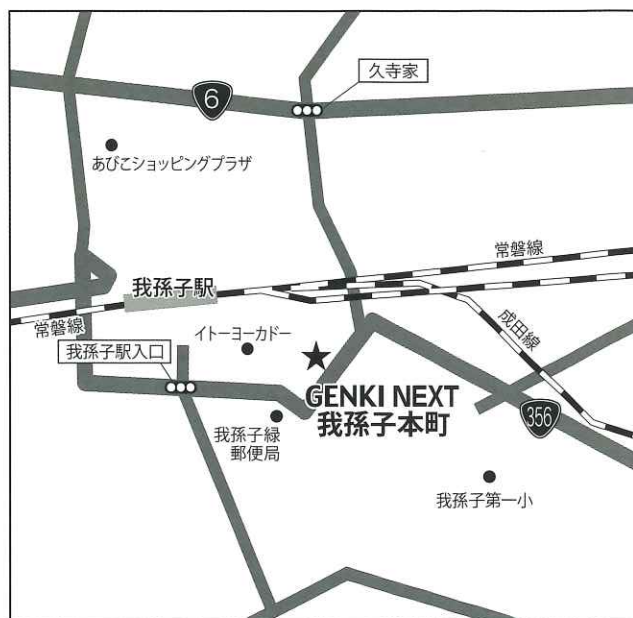 久寺家
6
あびこショッピングプラザ
常磐線
我孫子駅
成田線
常磐線
イトーヨーカドー
我孫子駅入口
GENKI NEXT
我孫子本町
356
我孫子緑
郵便局
我孫子第一小